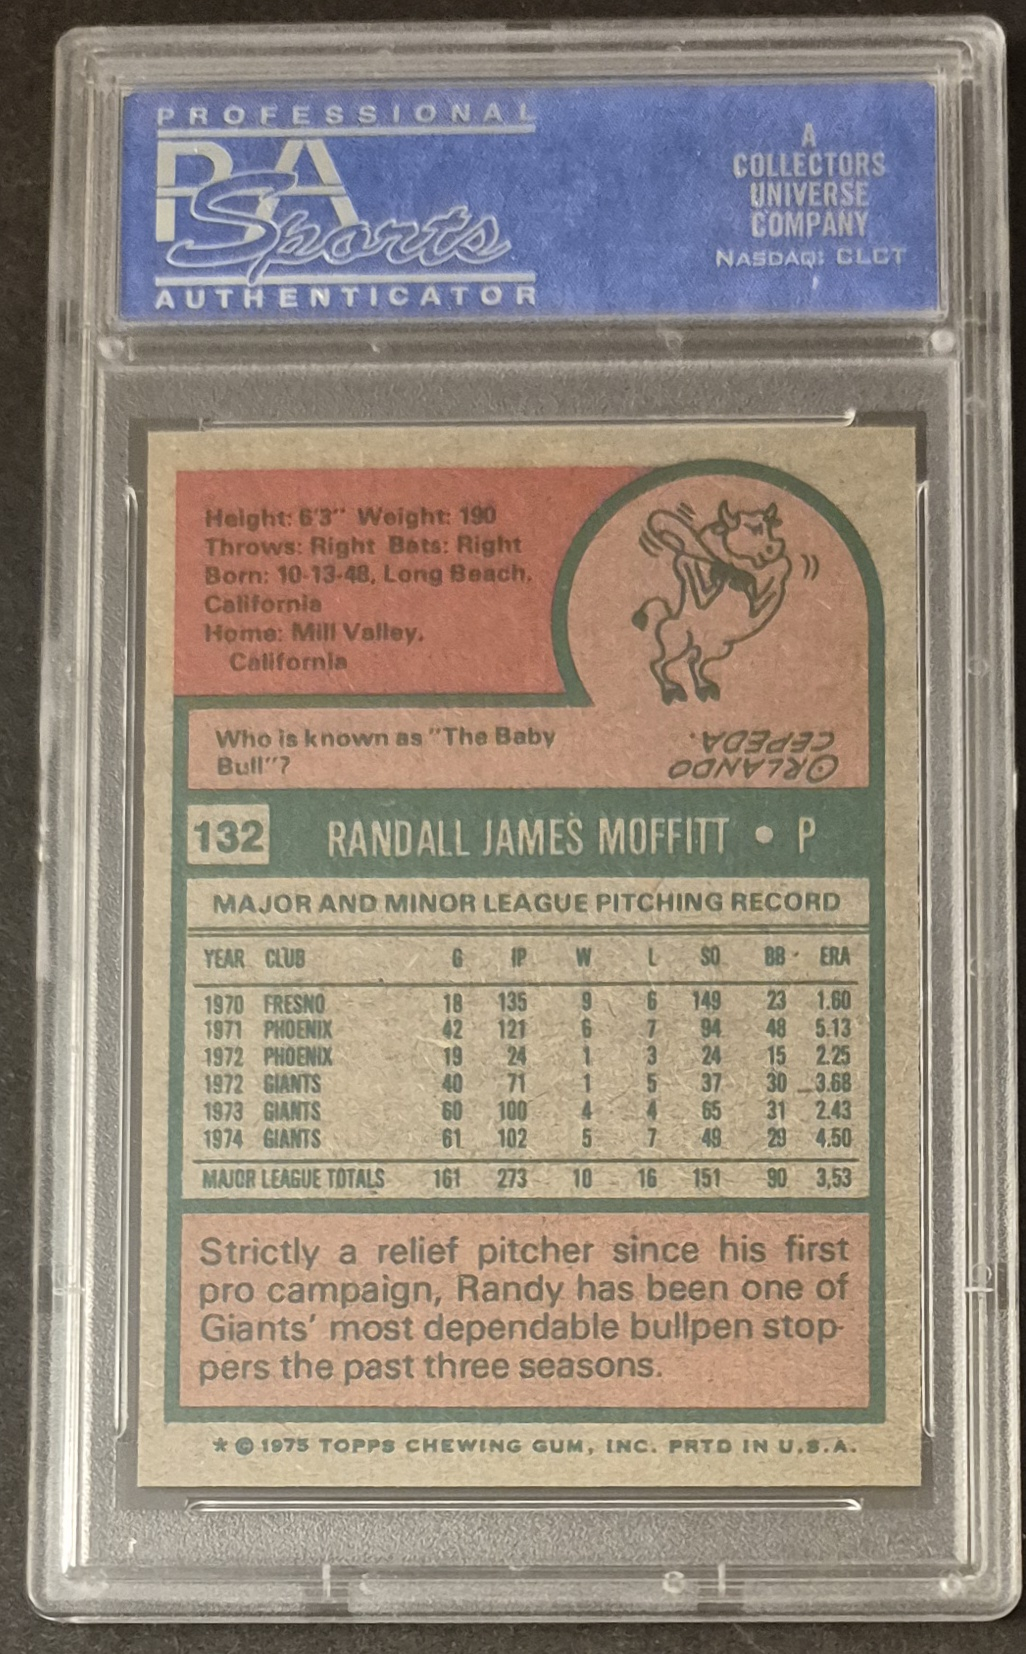 PROFESSIONAL
PSA
Sports
AUTHENTICATOR
A
COLLECTORS
UNIVERSE
COMPANY
NASDAQ: CLCT
Height: 6'3" Weight: 190
Throws: Right Bats: Right
Born: 10-13-48, Long Beach,
California
Home: Mill Valley,
California
Who is known as "The Baby
Bull"?
ORLANDO
CEPEDA.
132 RANDALL JAMES MOFFITT • P
MAJOR AND MINOR LEAGUE PITCHING RECORD
YEAR CLUB G IP W L SO BB ERA
1970 FRESNO 18 135 9 6 149 23 1.60
1971 PHOENIX 42 121 6 7 94 48 5.13
1972 PHOENIX 19 24 1 3 24 15 2.25
1972 GIANTS 40 71 1 5 37 30 3.68
1973 GIANTS 60 100 4 4 65 31 2.43
1974 GIANTS 61 102 5 7 49 29 4.50
MAJOR LEAGUE TOTALS 161 273 10 16 151 90 3,53
Strictly a relief pitcher since his first
pro campaign, Randy has been one of
Giants' most dependable bullpen stop-
pers the past three seasons.
* © 1975 TOPPS CHEWING GUM, INC. PRTD IN U.S.A.